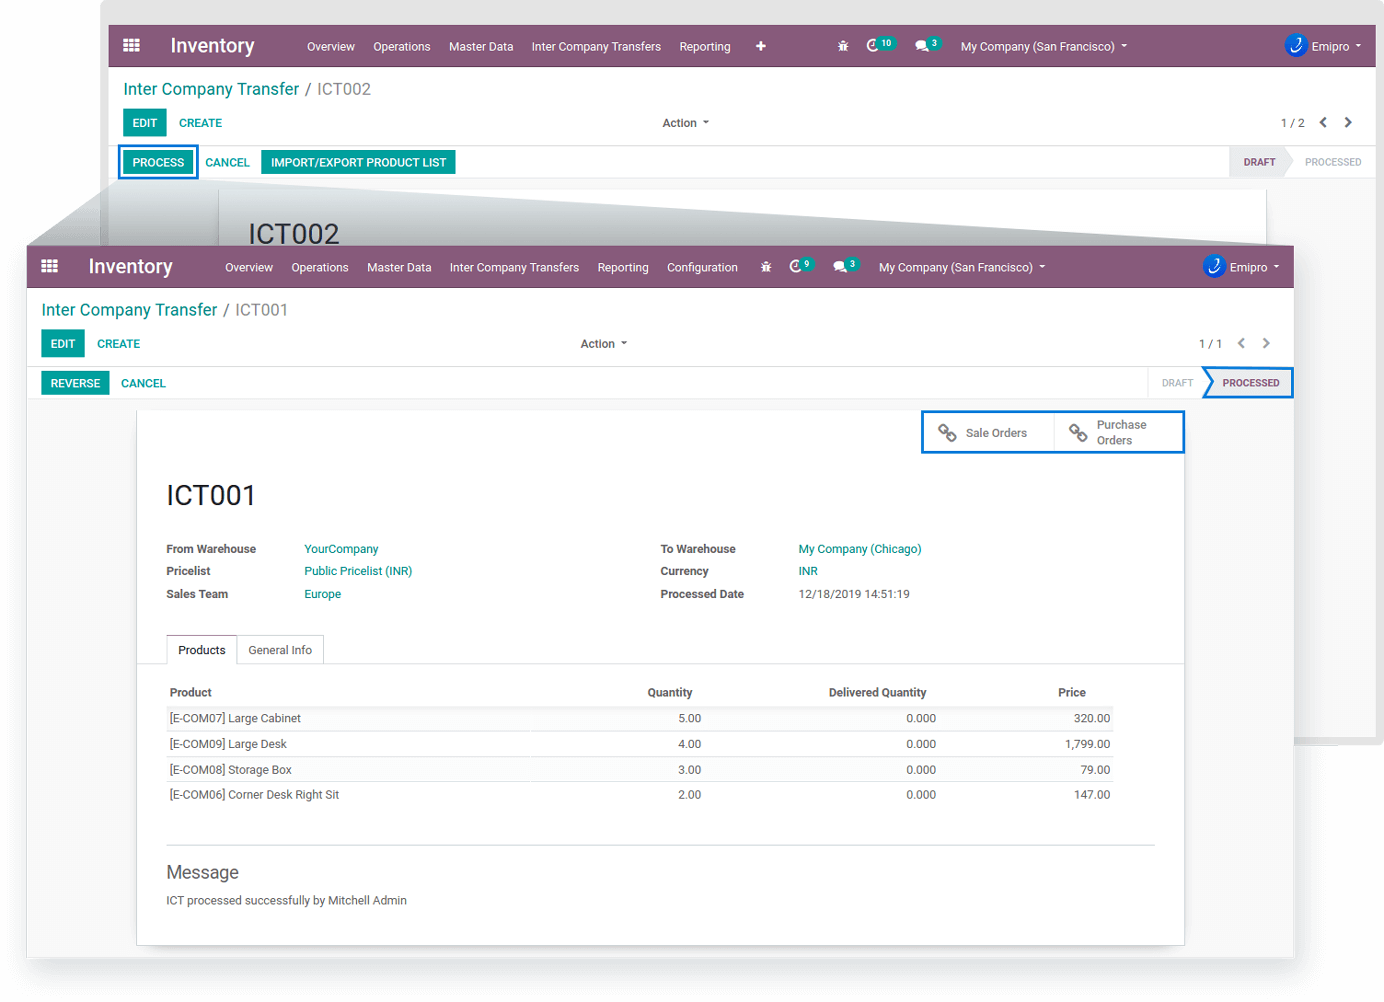 Inventory Overview Operations Master Data Inter Company Transfers Reporting + 10 3 My Company (San Francisco) Emipro
Inter Company Transfer / ICT002
EDIT CREATE Action 1 / 2
PROCESS CANCEL IMPORT/EXPORT PRODUCT LIST DRAFT PROCESSED
ICT002
Inventory Overview Operations Master Data Inter Company Transfers Reporting Configuration 9 3 My Company (San Francisco) Emipro
Inter Company Transfer / ICT001
EDIT CREATE Action 1 / 1
REVERSE CANCEL DRAFT PROCESSED
Sale Orders Purchase
Orders
ICT001
From Warehouse YourCompany To Warehouse My Company (Chicago)
Pricelist Public Pricelist (INR) Currency INR
Sales Team Europe Processed Date 12/18/2019 14:51:19
Products General Info
Product Quantity Delivered Quantity Price
[E-COM07] Large Cabinet 5.00 0.000 320.00
[E-COM09] Large Desk 4.00 0.000 1,799.00
[E-COM08] Storage Box 3.00 0.000 79.00
[E-COM06] Corner Desk Right Sit 2.00 0.000 147.00
Message
ICT processed successfully by Mitchell Admin